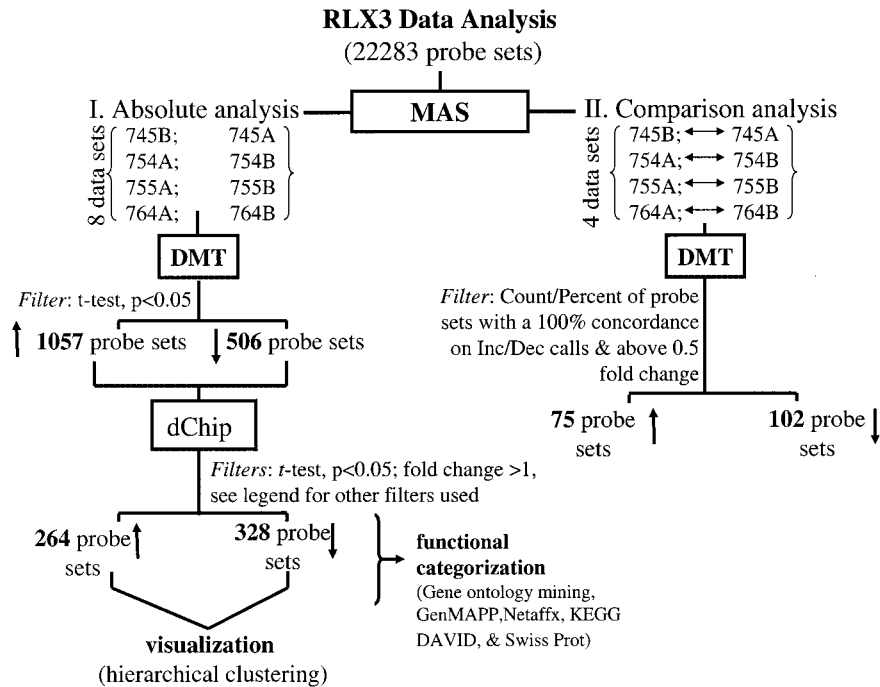 RLX3 Data Analysis
(22283 probe sets)
MAS
I. Absolute analysis
8 data sets
745B; 745A
754A; 754B
755A; 755B
764A; 764B
DMT
Filter: t-test, p<0.05
1057 probe sets
506 probe sets
dChip
Filters: t-test, p<0.05; fold change >1,
see legend for other filters used
264 probe
sets
328 probe
sets
visualization
(hierarchical clustering)
functional
categorization
(Gene ontology mining,
GenMAPP,Netaffx, KEGG
DAVID, & Swiss Prot)
II. Comparison analysis
4 data sets
745B; 745A
754A; 754B
755A; 755B
764A; 764B
DMT
Filter: Count/Percent of probe
sets with a 100% concordance
on Inc/Dec calls & above 0.5
fold change
75 probe
sets
102 probe
sets